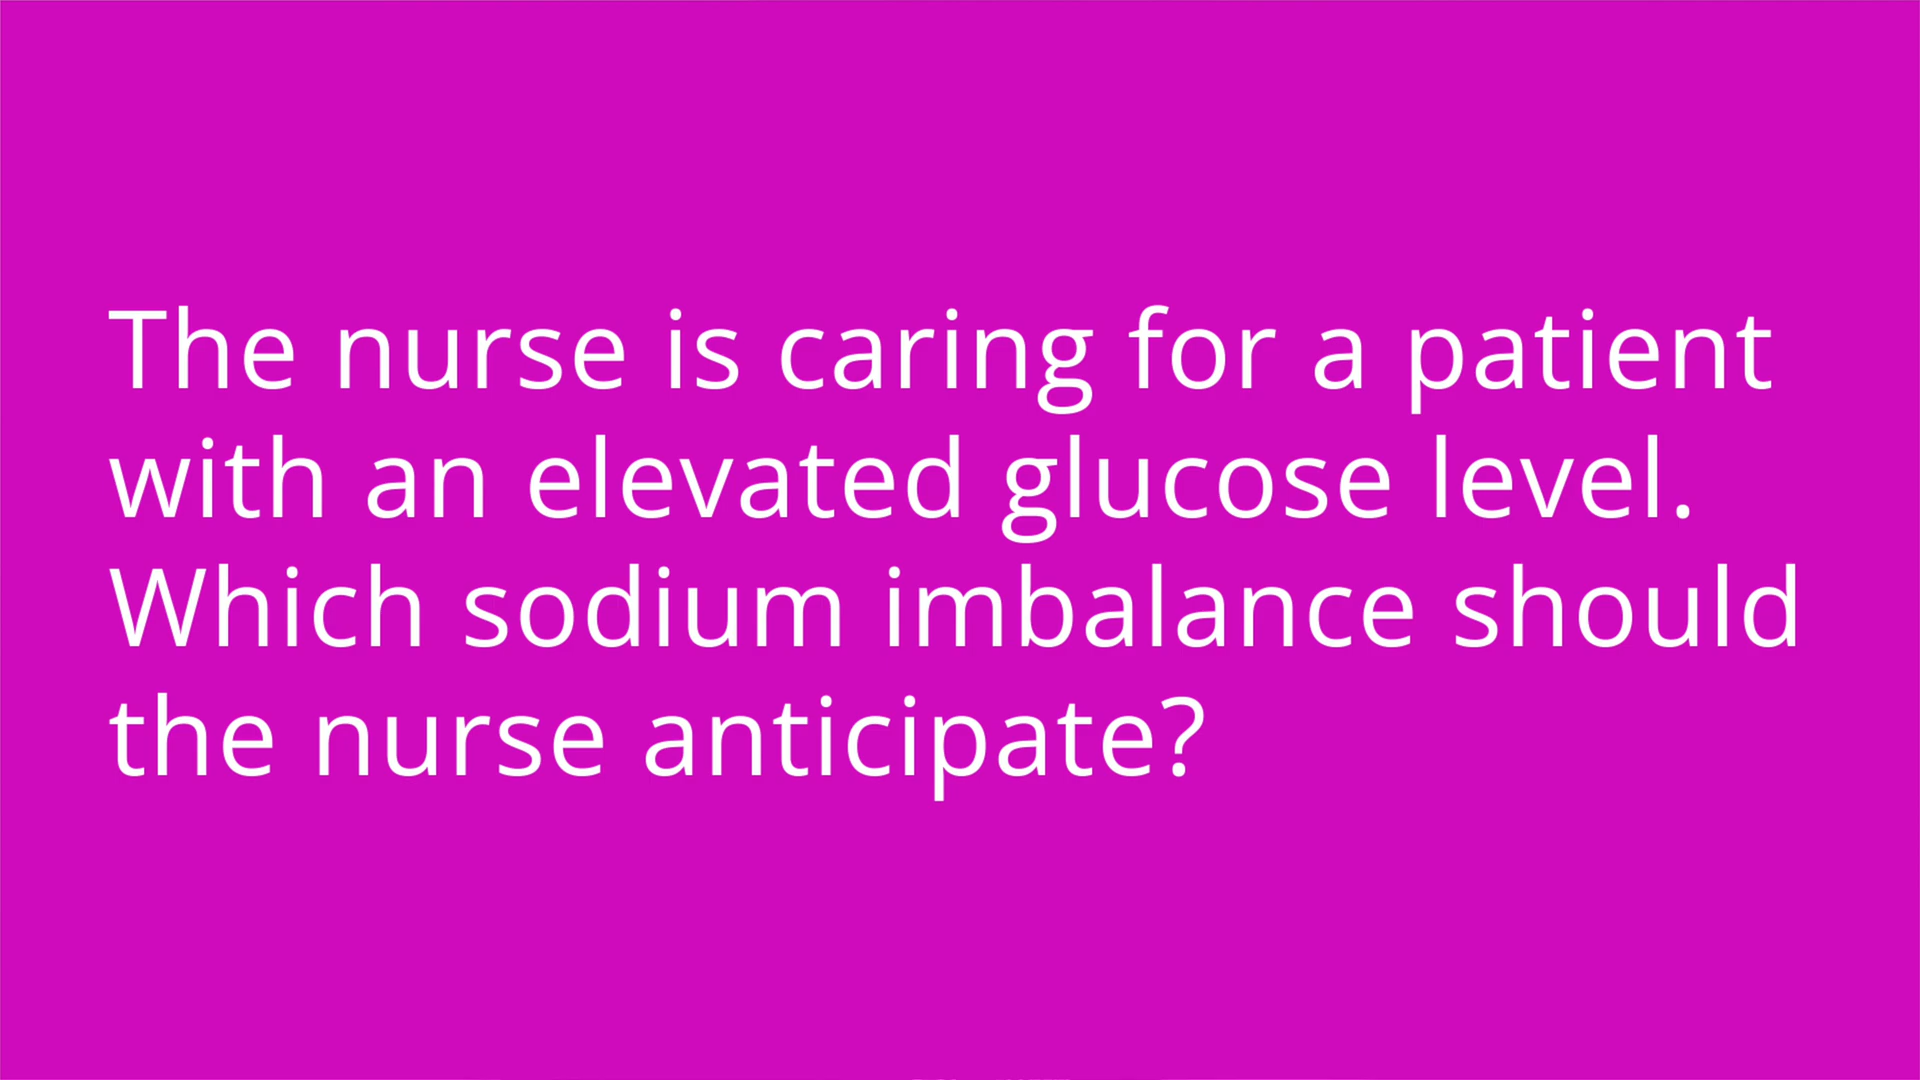 The nurse is caring for a patient
with an elevated glucose level.
Which sodium imbalance should
the nurse anticipate?